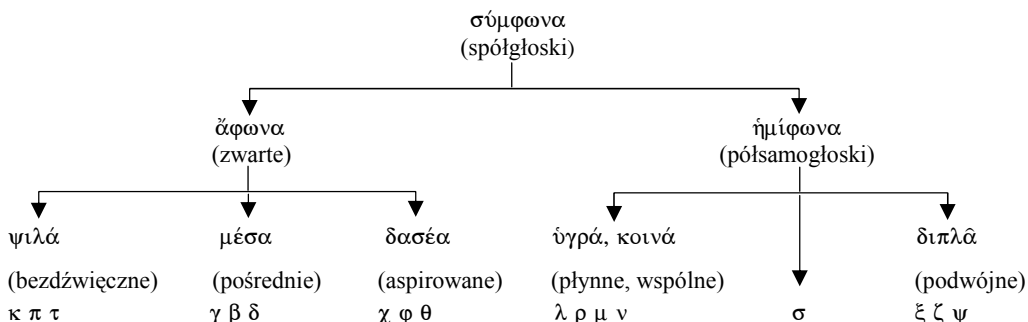 σύμφωνα
(spółgłoski)
ἄφωνα ἡμίφωνα
(zwarte) (półsamogłoski)
ψιλά μέσα δασέα ὑγρά, κοινά διπλᾶ
(bezdźwięczne) (pośrednie) (aspirowane) (płynne, wspólne) (podwójne)
κ π τ γ β δ χ φ θ λ ρ μ ν σ ξ ζ ψ